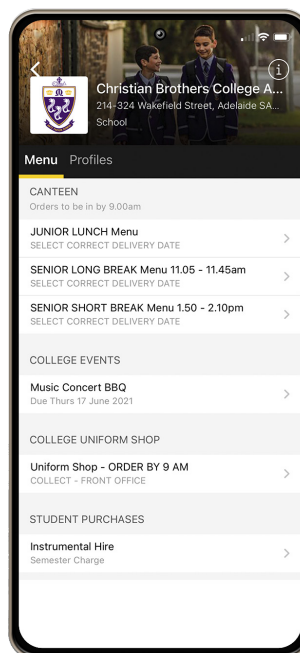 Christian Brothers College A...
214-324 Wakefield Street, Adelaide SA...
School
Menu Profiles
CANTEEN
Orders to be in by 9.00am
JUNIOR LUNCH Menu
SELECT CORRECT DELIVERY DATE
SENIOR LONG BREAK Menu 11.05 - 11.45am
SELECT CORRECT DELIVERY DATE
SENIOR SHORT BREAK Menu 1.50 - 2.10pm
SELECT CORRECT DELIVERY DATE
COLLEGE EVENTS
Music Concert BBQ
Due Thurs 17 June 2021
COLLEGE UNIFORM SHOP
Uniform Shop - ORDER BY 9 AM
COLLECT - FRONT OFFICE
STUDENT PURCHASES
Instrumental Hire
Semester Charge